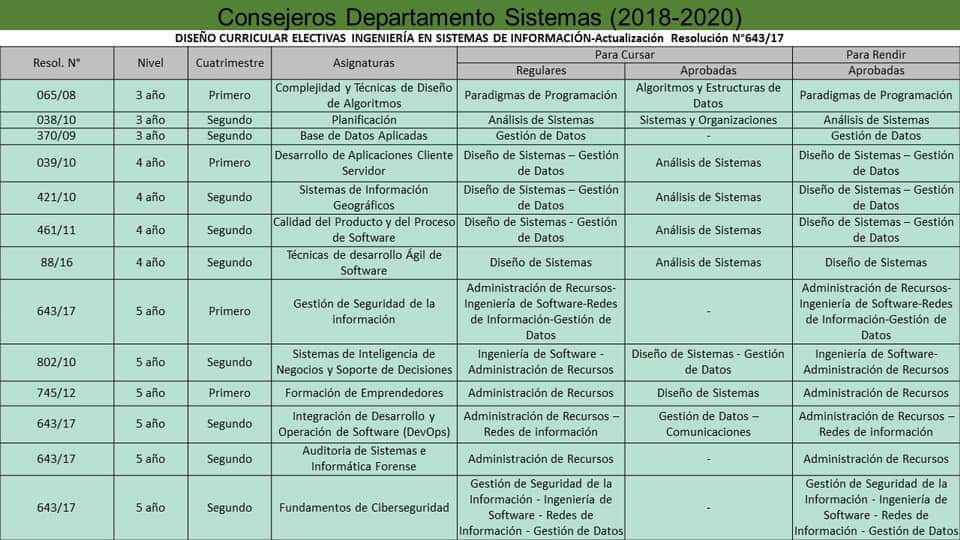 Consejeros Departamento Sistemas (2018-2020)
DISEÑO CURRICULAR ELECTIVAS INGENIERÍA EN SISTEMAS DE INFORMACIÓN-Actualización Resolución N°643/17
Resol. N° Nivel Cuatrimestre Asignaturas Para Cursar Para Rendir
Regulares Aprobadas Aprobadas
065/08 3 año Primero Complejidad y Técnicas de Diseño de Algoritmos Paradigmas de Programación Algoritmos y Estructuras de Datos Paradigmas de Programación
038/10 3 año Segundo Planificación Análisis de Sistemas Sistemas y Organizaciones Análisis de Sistemas
370/09 3 año Segundo Base de Datos Aplicadas Gestión de Datos - Gestión de Datos
039/10 4 año Primero Desarrollo de Aplicaciones Cliente Servidor Diseño de Sistemas – Gestión de Datos Análisis de Sistemas Diseño de Sistemas – Gestión de Datos
421/10 4 año Segundo Sistemas de Información Geográficos Diseño de Sistemas – Gestión de Datos Análisis de Sistemas Diseño de Sistemas – Gestión de Datos
461/11 4 año Segundo Calidad del Producto y del Proceso de Software Diseño de Sistemas - Gestión de Datos Análisis de Sistemas Diseño de Sistemas – Gestión de Datos
88/16 4 año Segundo Técnicas de desarrollo Ágil de Software Diseño de Sistemas Análisis de Sistemas Diseño de Sistemas
643/17 5 año Primero Gestión de Seguridad de la información Administración de Recursos- Ingeniería de Software-Redes de Información-Gestión de Datos - Administración de Recursos- Ingeniería de Software-Redes de Información-Gestión de Datos
802/10 5 año Segundo Sistemas de Inteligencia de Negocios y Soporte de Decisiones Ingeniería de Software - Administración de Recursos Diseño de Sistemas - Gestión de Datos Ingeniería de Software- Administración de Recursos
745/12 5 año Primero Formación de Emprendedores Administración de Recursos Diseño de Sistemas Administración de Recursos
643/17 5 año Segundo Integración de Desarrollo y Operación de Software (DevOps) Administración de Recursos – Redes de información Gestión de Datos – Comunicaciones Administración de Recursos – Redes de información
643/17 5 año Segundo Auditoria de Sistemas e Informática Forense Administración de Recursos - Administración de Recursos
643/17 5 año Segundo Fundamentos de Ciberseguridad Gestión de Seguridad de la Información - Ingeniería de Software - Redes de Información - Gestión de Datos - Gestión de Seguridad de la Información - Ingeniería de Software - Redes de Información - Gestión de Datos